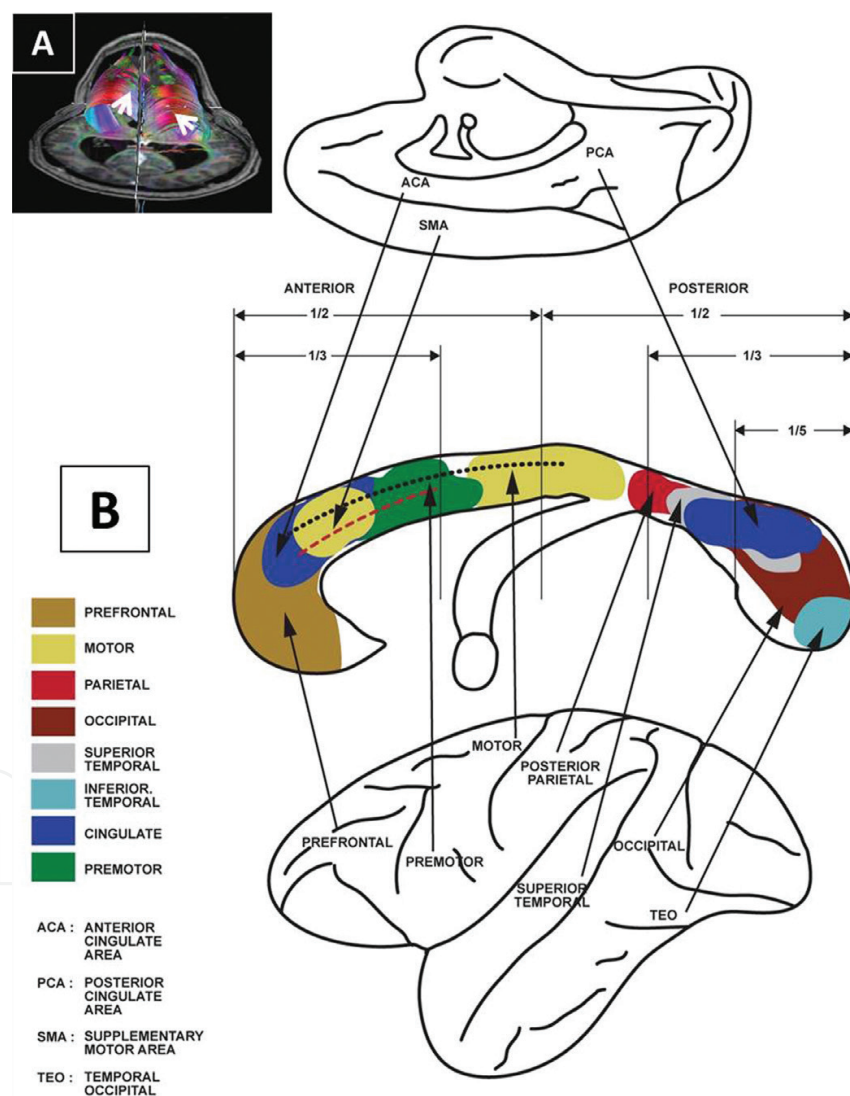 A
PCA
ACA
SMA
ANTERIOR
POSTERIOR
1/2
1/2
1/3
1/3
1/5
B
PREFRONTAL
MOTOR
PARIETAL
OCCIPITAL
SUPERIOR
TEMPORAL
INFERIOR.
TEMPORAL
CINGULATE
PREMOTOR
MOTOR
POSTERIOR
PARIETAL
PREFRONTAL
PREMOTOR
OCCIPITAL
SUPERIOR
TEMPORAL
TEO
ACA : ANTERIOR
CINGULATE
AREA
PCA : POSTERIOR
CINGULATE
AREA
SMA : SUPPLEMENTARY
MOTOR AREA
TEO : TEMPORAL
OCCIPITAL